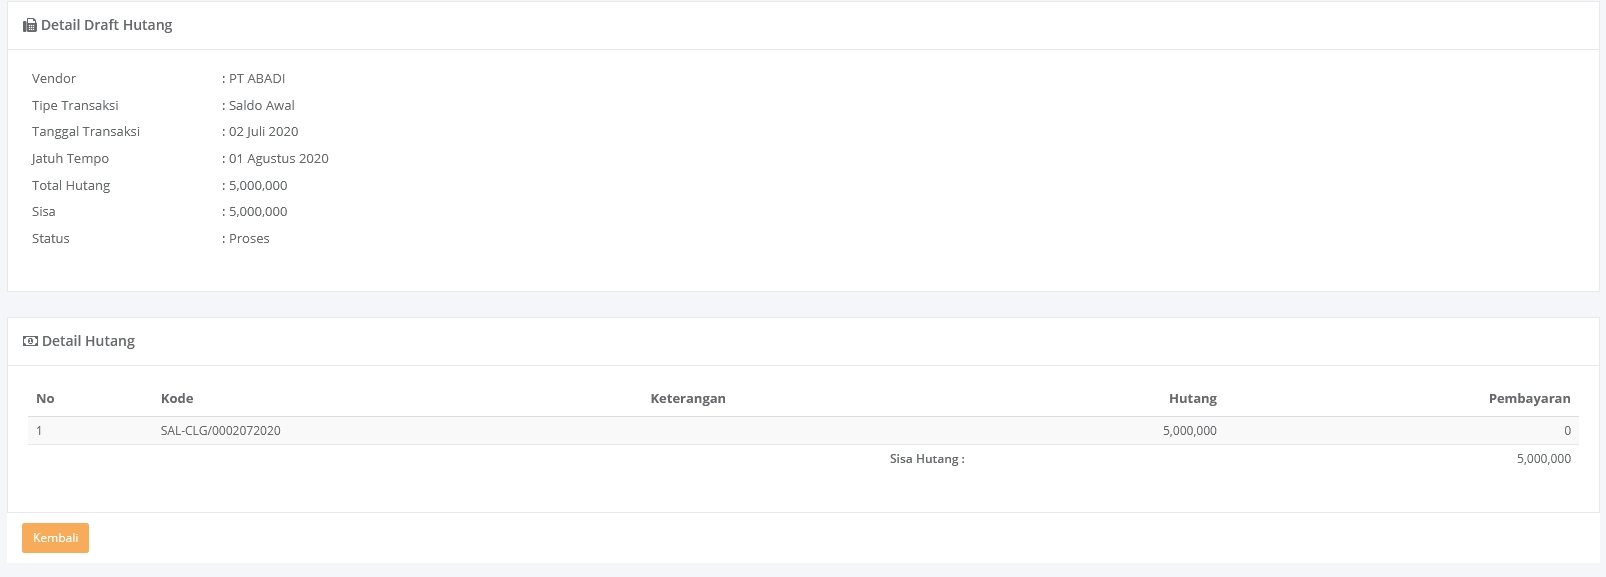 Detail Draft Hutang
Vendor : PT ABADI
Tipe Transaksi : Saldo Awal
Tanggal Transaksi : 02 Juli 2020
Jatuh Tempo : 01 Agustus 2020
Total Hutang : 5,000,000
Sisa : 5,000,000
Status : Proses
Detail Hutang
No Kode Keterangan Hutang Pembayaran
1 SAL-CLG/0002072020 5,000,000 0
Sisa Hutang : 5,000,000
Kembali